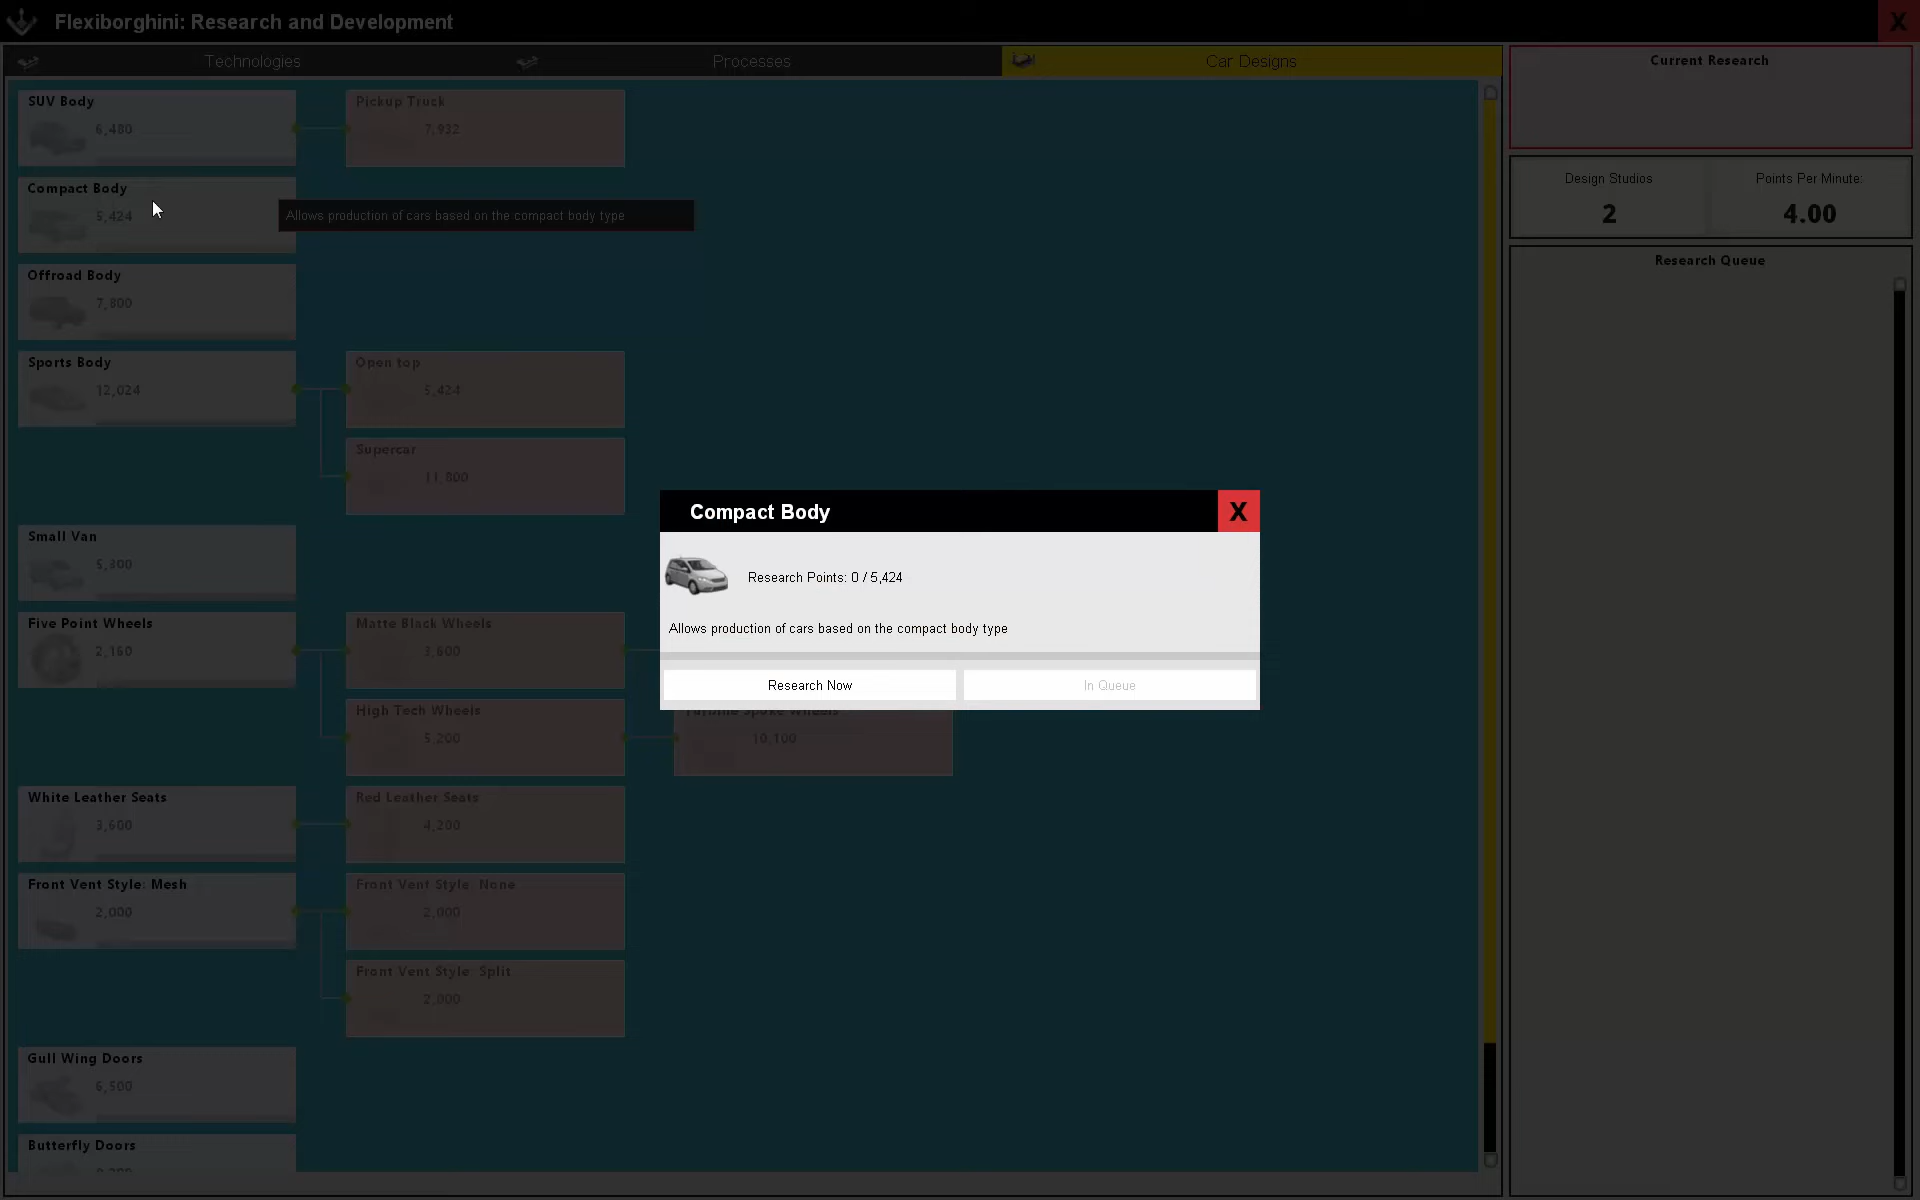 Flexiborghini: Research and Development
X
Technologies
Processes
Car Designs
Current Research
SUV Body
6,480
Pickup Truck
7,932
Compact Body
5,424
Allows production of cars based on the compact body type
Design Studios
2
Points Per Minute:
4.00
Research Queue
Offroad Body
7,800
Sports Body
12,024
Open top
5,424
Supercar
11,800
Small Van
5,300
Compact Body
X
Research Points: 0 / 5,424
Allows production of cars based on the compact body type
Research Now
In Queue
Five Point Wheels
2,160
Matte Black Wheels
3,600
High Tech Wheels
5,200
Turbine Spoke Wheels
10,100
White Leather Seats
3,600
Red Leather Seats
4,200
Front Vent Style: Mesh
2,000
Front Vent Style: None
2,000
Front Vent Style: Split
2,000
Gull Wing Doors
6,500
Butterfly Doors